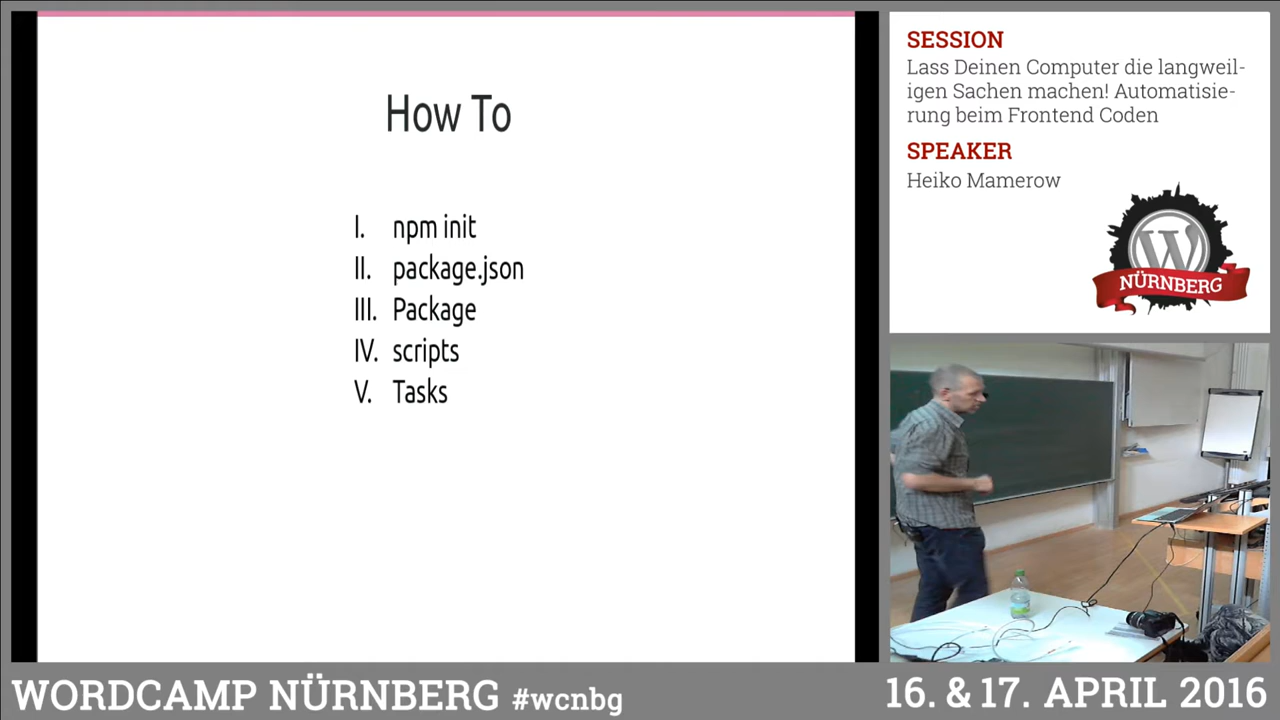 How To
I. npm init
II. package.json
III. Package
IV. scripts
V. Tasks
SESSION
Lass Deinen Computer die langweil-
igen Sachen machen! Automatisie-
rung beim Frontend Coden
SPEAKER
Heiko Mamerow
W
NÜRNBERG
WORDCAMP NÜRNBERG #wcnbg
16. & 17. APRIL 2016